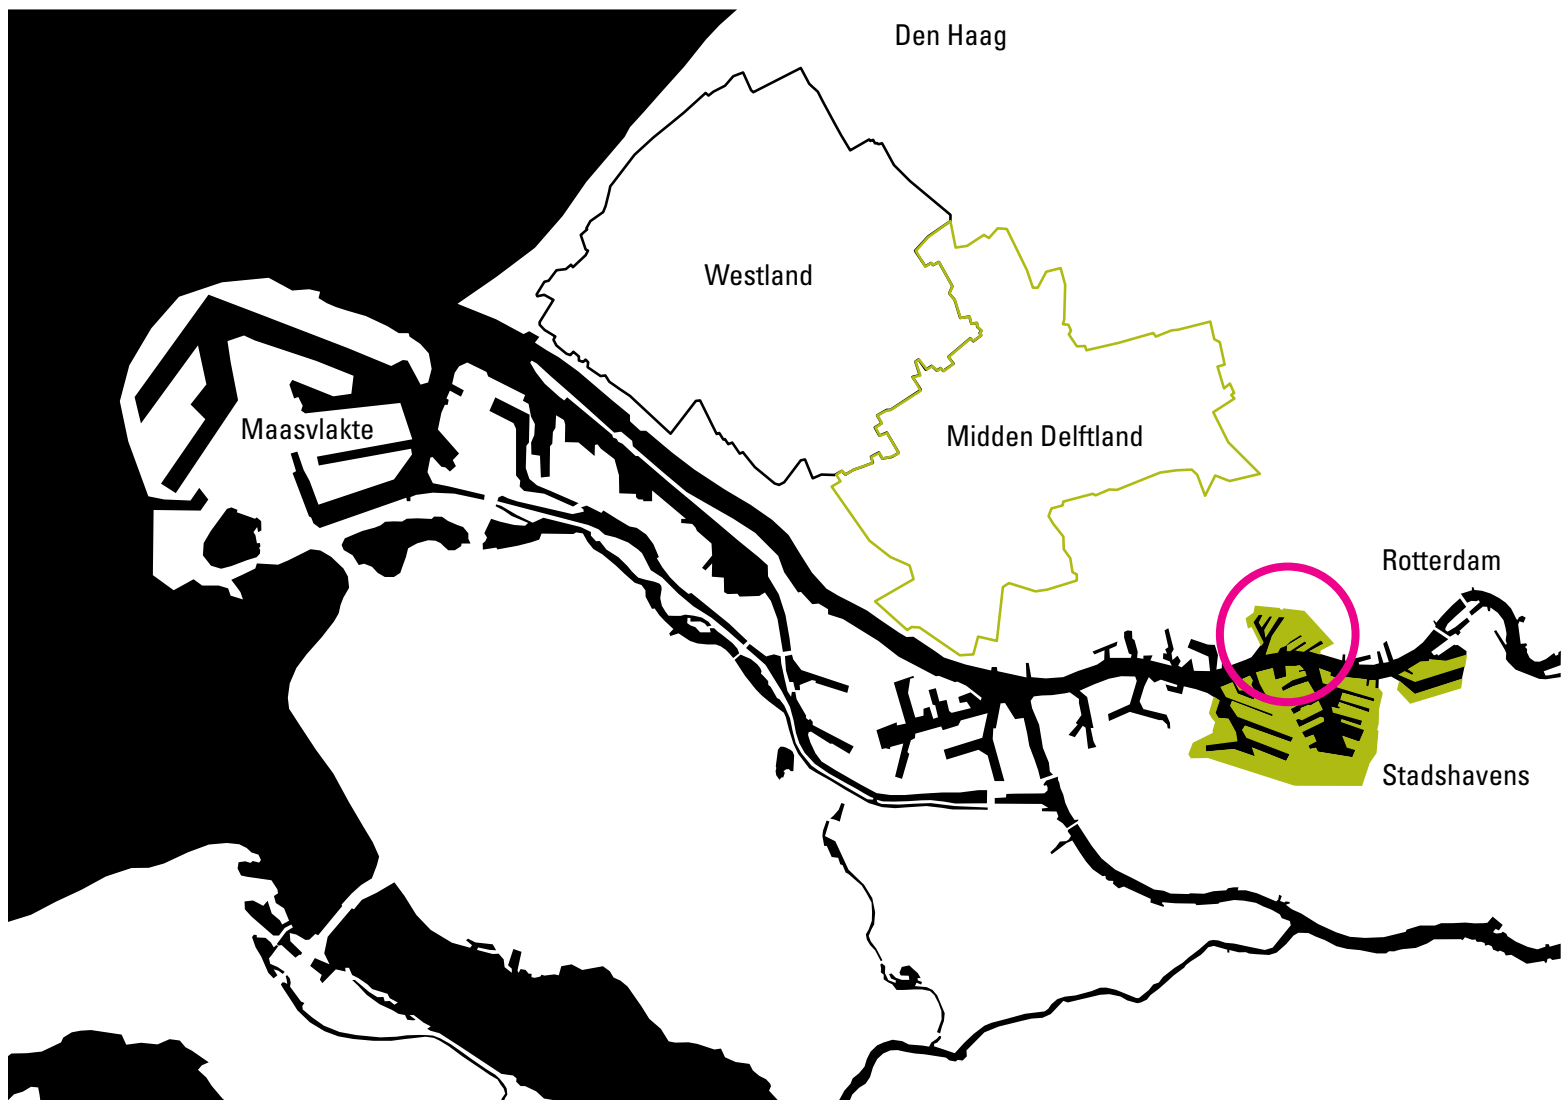 Den Haag
Westland
Maasvlakte
Midden Delftland
Rotterdam
Stadshavens